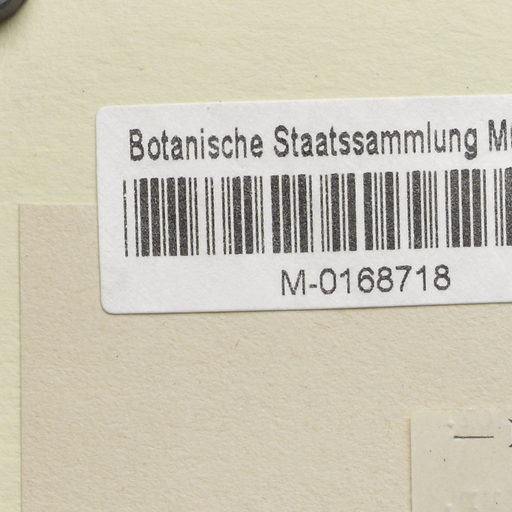 Botanische Staatssammlung
M-0168718